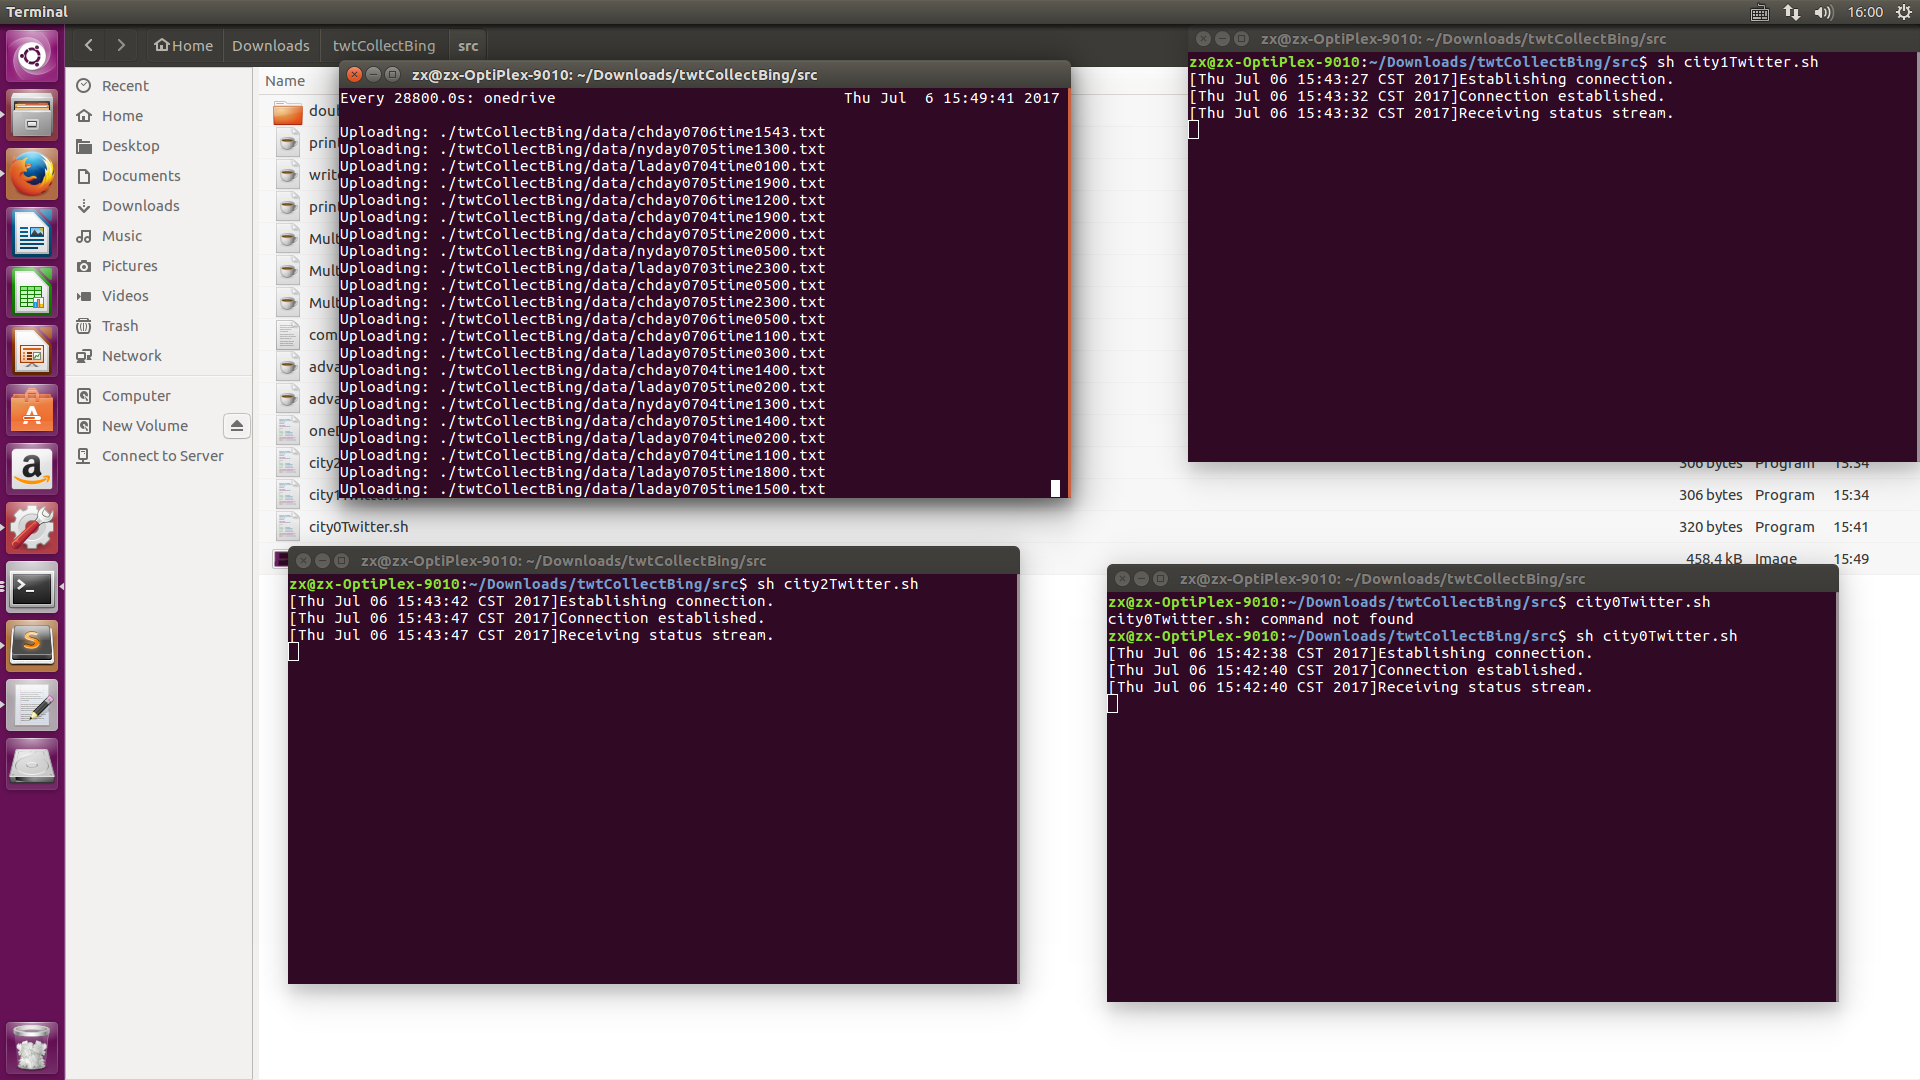 Terminal
16:00
Home
Downloads
twtCollectBing
src
Recent
Home
Desktop
Documents
Downloads
Music
Pictures
Videos
Trash
Network
Computer
New Volume
Connect to Server
Name
city0Twitter.sh
306 bytes Program 15:34
306 bytes Program 15:34
320 bytes Program 15:41
458.4 kB Image 15:49
zx@zx-OptiPlex-9010: ~/Downloads/twtCollectBing/src
Every 28800.0s: onedrive Thu Jul  6 15:49:41 2017
Uploading: ./twtCollectBing/data/chday0706time1543.txt
Uploading: ./twtCollectBing/data/nyday0705time1300.txt
Uploading: ./twtCollectBing/data/laday0704time0100.txt
Uploading: ./twtCollectBing/data/chday0705time1900.txt
Uploading: ./twtCollectBing/data/chday0706time1200.txt
Uploading: ./twtCollectBing/data/chday0704time1900.txt
Uploading: ./twtCollectBing/data/chday0705time2000.txt
Uploading: ./twtCollectBing/data/nyday0705time0500.txt
Uploading: ./twtCollectBing/data/laday0703time2300.txt
Uploading: ./twtCollectBing/data/chday0705time0500.txt
Uploading: ./twtCollectBing/data/chday0705time2300.txt
Uploading: ./twtCollectBing/data/chday0706time0500.txt
Uploading: ./twtCollectBing/data/chday0706time1100.txt
Uploading: ./twtCollectBing/data/laday0705time0300.txt
Uploading: ./twtCollectBing/data/chday0704time1400.txt
Uploading: ./twtCollectBing/data/laday0705time0200.txt
Uploading: ./twtCollectBing/data/nyday0704time1300.txt
Uploading: ./twtCollectBing/data/chday0705time1400.txt
Uploading: ./twtCollectBing/data/laday0704time0200.txt
Uploading: ./twtCollectBing/data/chday0704time1100.txt
Uploading: ./twtCollectBing/data/laday0705time1800.txt
Uploading: ./twtCollectBing/data/laday0705time1500.txt
zx@zx-OptiPlex-9010: ~/Downloads/twtCollectBing/src
zx@zx-OptiPlex-9010:~/Downloads/twtCollectBing/src$ sh city1Twitter.sh
[Thu Jul 06 15:43:27 CST 2017]Establishing connection.
[Thu Jul 06 15:43:32 CST 2017]Connection established.
[Thu Jul 06 15:43:32 CST 2017]Receiving status stream.
zx@zx-OptiPlex-9010: ~/Downloads/twtCollectBing/src
zx@zx-OptiPlex-9010:~/Downloads/twtCollectBing/src$ sh city2Twitter.sh
[Thu Jul 06 15:43:42 CST 2017]Establishing connection.
[Thu Jul 06 15:43:47 CST 2017]Connection established.
[Thu Jul 06 15:43:47 CST 2017]Receiving status stream.
zx@zx-OptiPlex-9010: ~/Downloads/twtCollectBing/src
zx@zx-OptiPlex-9010:~/Downloads/twtCollectBing/src$ city0Twitter.sh
city0Twitter.sh: command not found
zx@zx-OptiPlex-9010:~/Downloads/twtCollectBing/src$ sh city0Twitter.sh
[Thu Jul 06 15:42:38 CST 2017]Establishing connection.
[Thu Jul 06 15:42:40 CST 2017]Connection established.
[Thu Jul 06 15:42:40 CST 2017]Receiving status stream.